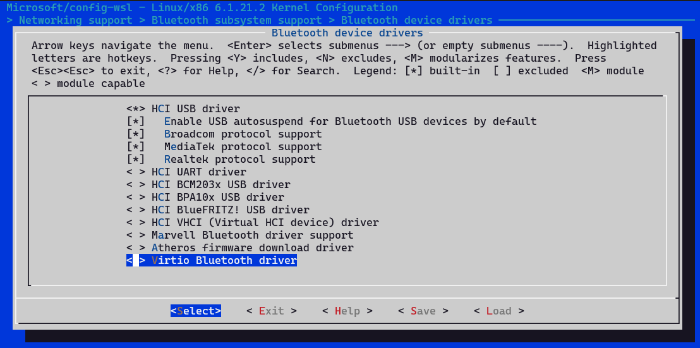 Microsoft/config-wsl - Linux/x86 6.1.21.2 Kernel Configuration
> Networking support > Bluetooth subsystem support > Bluetooth device drivers
Bluetooth device drivers
Arrow keys navigate the menu.  <Enter> selects submenus ---> (or empty submenus ----).  Highlighted
letters are hotkeys.  Pressing <Y> includes, <N> excludes, <M> modularizes features.  Press
<Esc><Esc> to exit, <?> for Help, </> for Search.  Legend: [*] built-in  [ ] excluded  <M> module
< > module capable
<*> HCI USB driver
[*]   Enable USB autosuspend for Bluetooth USB devices by default
[*]   Broadcom protocol support
[*]   MediaTek protocol support
[*]   Realtek protocol support
< > HCI UART driver
< > HCI BCM203x USB driver
< > HCI BPA10x USB driver
< > HCI BlueFRITZ! USB driver
< > HCI VHCI (Virtual HCI device) driver
< > Marvell Bluetooth driver support
< > Atheros firmware download driver
< > Virtio Bluetooth driver
<Select>    < Exit >    < Help >    < Save >    < Load >